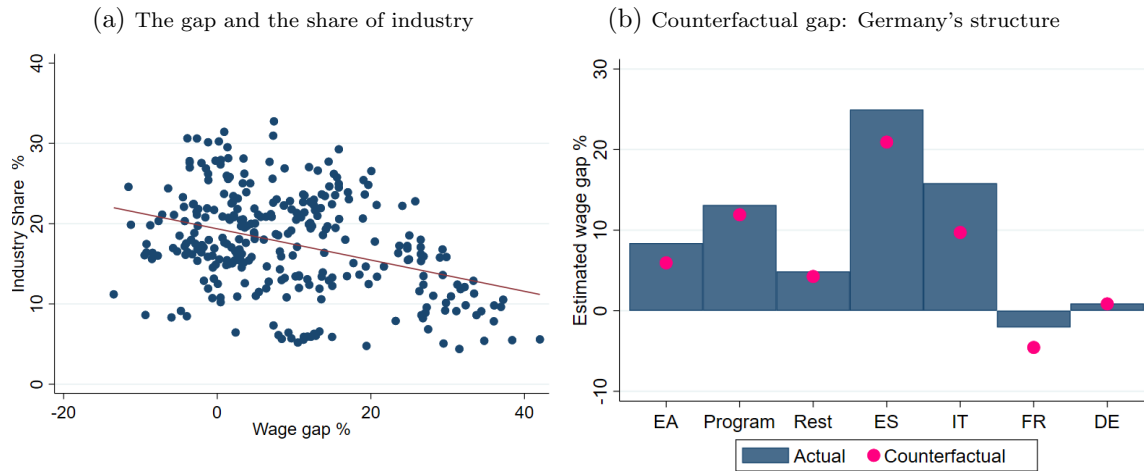 (a) The gap and the share of industry
Industry Share %
40
30
20
10
0
-20
0
20
40
Wage gap %
(b) Counterfactual gap: Germany's structure
Estimated wage gap %
30
20
10
0
-10
EA
Program
Rest
ES
IT
FR
DE
Actual
Counterfactual